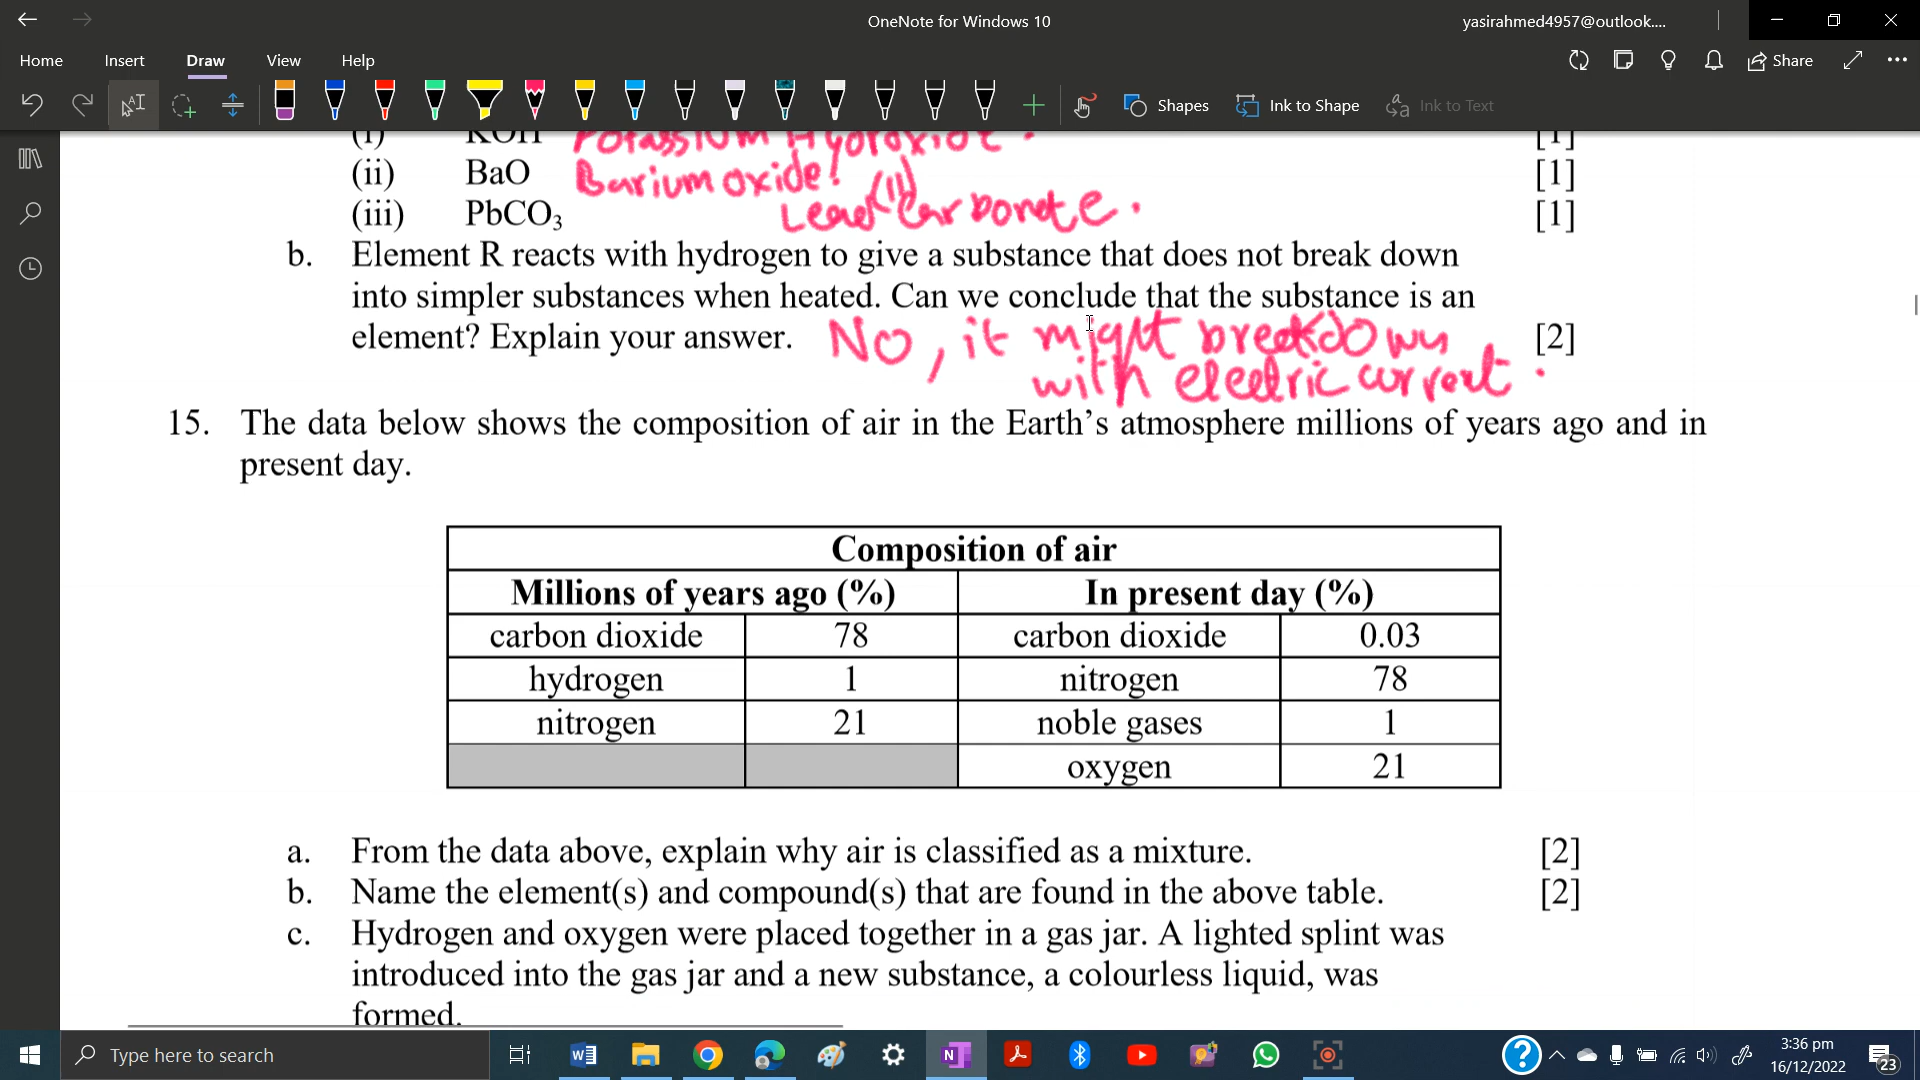 OneNote for Windows 10
yasirahmed4957@outlook....
Home Insert Draw View Help
Share
Shapes Ink to Shape Ink to Text
(i) KOH Potassium Hydroxide. [1]
(ii) BaO Barium oxide. [1]
(iii) PbCO₃ Lead (II) Carbonate. [1]
b. Element R reacts with hydrogen to give a substance that does not break down
into simpler substances when heated. Can we conclude that the substance is an
element? Explain your answer. No, it might breakdown [2]
with electric current.
15. The data below shows the composition of air in the Earth's atmosphere millions of years ago and in
present day.
Composition of air
Millions of years ago (%) In present day (%)
carbon dioxide 78 carbon dioxide 0.03
hydrogen 1 nitrogen 78
nitrogen 21 noble gases 1
oxygen 21
a. From the data above, explain why air is classified as a mixture. [2]
b. Name the element(s) and compound(s) that are found in the above table. [2]
c. Hydrogen and oxygen were placed together in a gas jar. A lighted splint was
introduced into the gas jar and a new substance, a colourless liquid, was
formed.
Type here to search
3:36 pm
16/12/2022
23